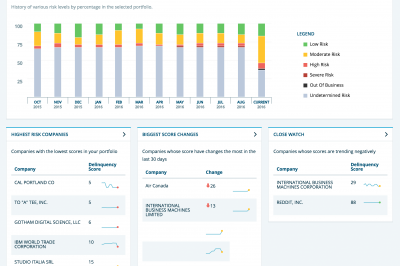 History of various risk levels by percentage in the selected portfolio.
100
75
50
25
OCT NOV DEC JAN FEB MAR APR MAY JUN JUL AUG CURRENT
2015 2015 2015 2016 2016 2016 2016 2016 2016 2016 2016 2016
LEGEND
Low Risk
Moderate Risk
High Risk
Severe Risk
Out Of Business
Undetermined Risk
HIGHEST RISK COMPANIES
Companies with the lowest scores in your portfolio
Company Delinquency Score
CAL PORTLAND CO 5
TO "A" TEE, INC. 5
GOTHAM DIGITAL SCIENCE, LLC 6
IBM WORLD TRADE CORPORATION 10
STUDIO ITALIA SRL 15
BIGGEST SCORE CHANGES
Companies whose score have changed the most in the
last 30 days
Company Change
Air Canada 26
INTERNATIONAL BUSINESS MACHINES LIMITED 13
CLOSE WATCH
Companies whose scores are trending negatively
Company Delinquency Score
INTERNATIONAL BUSINESS MACHINES CORPORATION 29
REDDIT, INC. 88